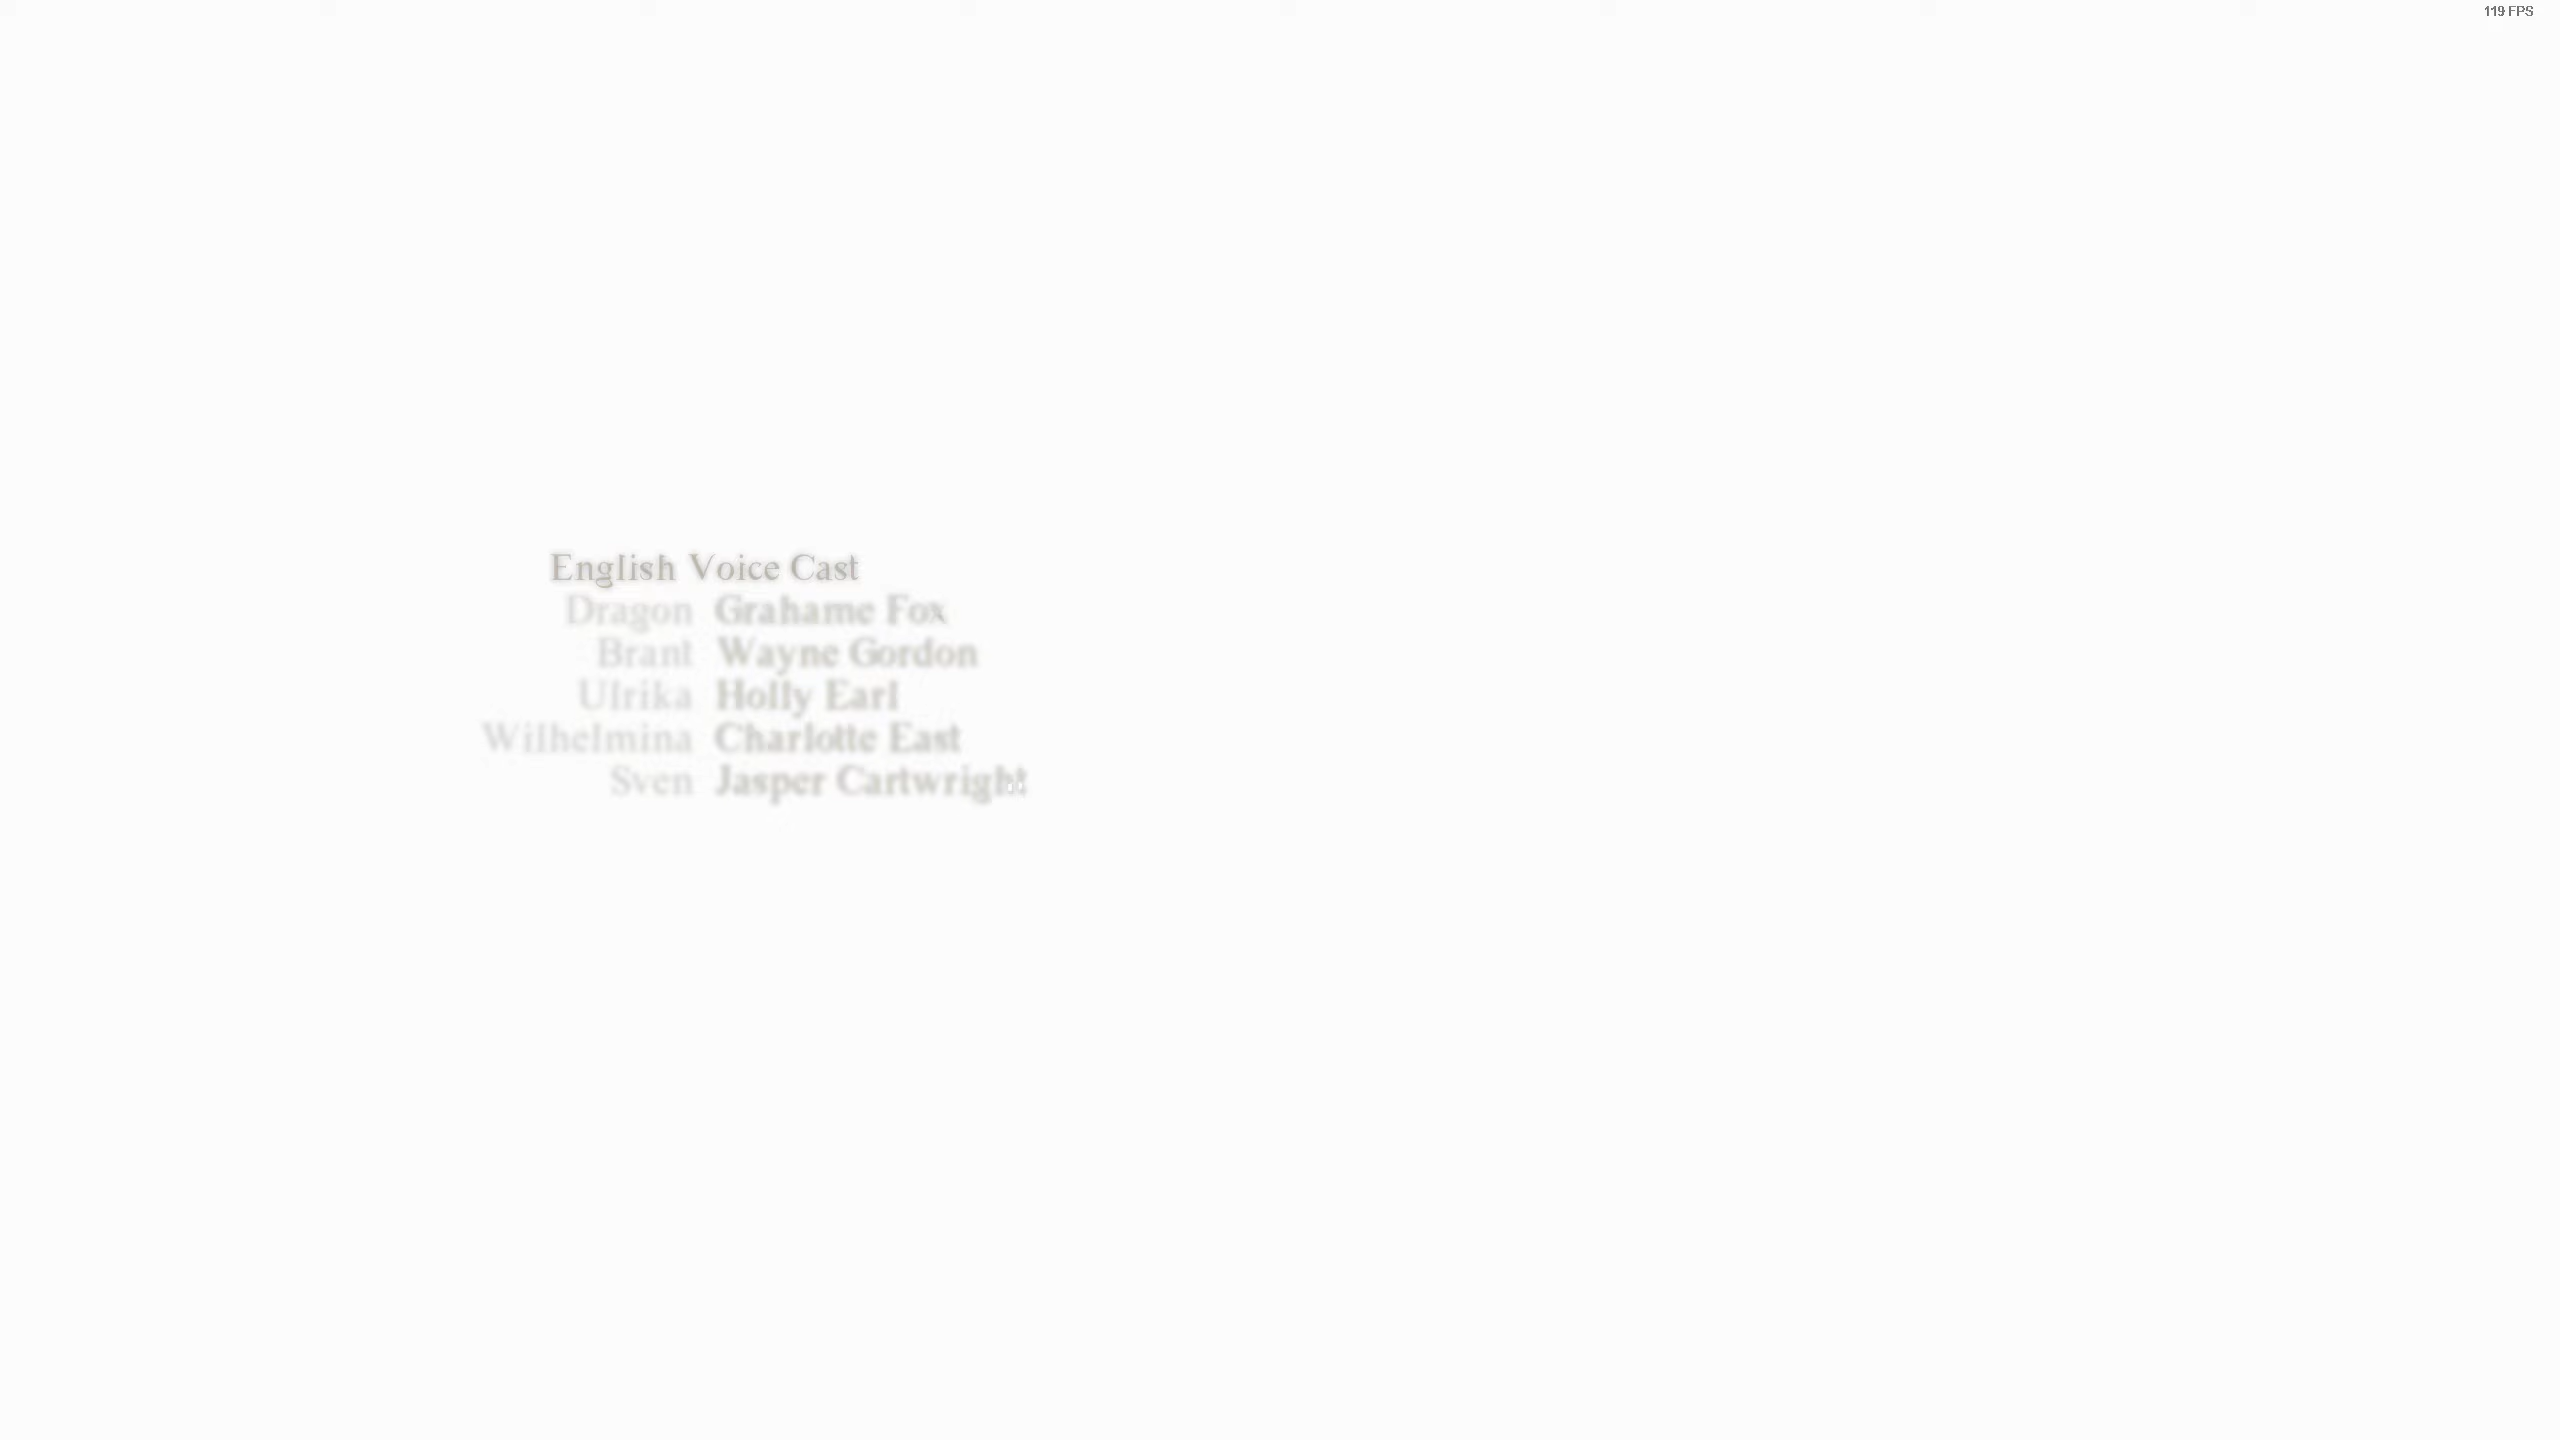 119 FPS
English Voice Cast
Dragon Grahame Fox
Brant Wayne Gordon
Ulrika Holly Earl
Wilhelmina Charlotte East
Sven Jasper Cartwright